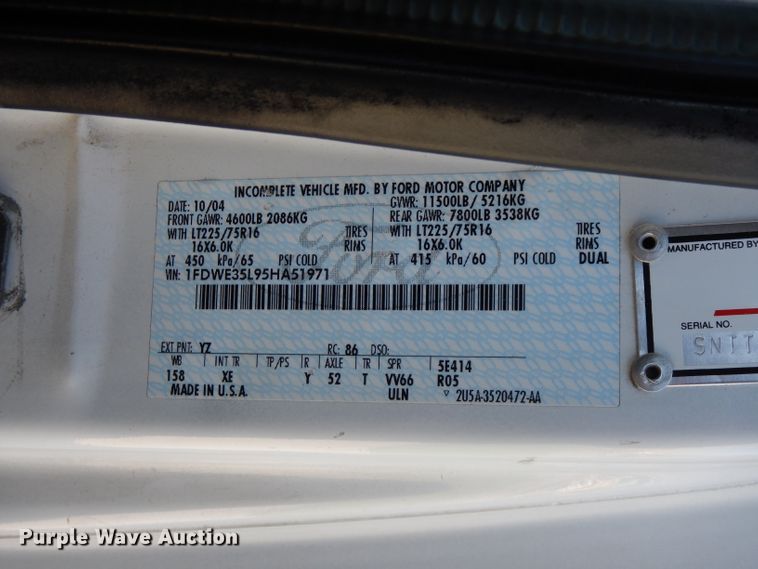 INCOMPLETE VEHICLE MFD. BY FORD MOTOR COMPANY
DATE: 10/04 GVWR: 11500LB/ 5216KG
FRONT GAWR: 4600LB 2086KG REAR GAWR: 7800LB 3538KG
WITH LT225/75R16 TIRES WITH LT225/75R16 TIRES
16X6.0K RIMS 16X6.0K RIMS
AT 450 kPa/65 PSI COLD AT 415 kPa/60 PSI COLD DUAL
VIN: 1FDWE35L95HA51971
Ford
EXT PNT: YZ RC: 86 DSO:
WB INT TR TP/PS R AXLE TR SPR 5E414
158 XE Y 52 T VV66 R05
MADE IN U.S.A. ULN ▽ 2U5A-3520472-AA
MANUFACTURED BY
SERIAL NO.
Purple Wave Auction